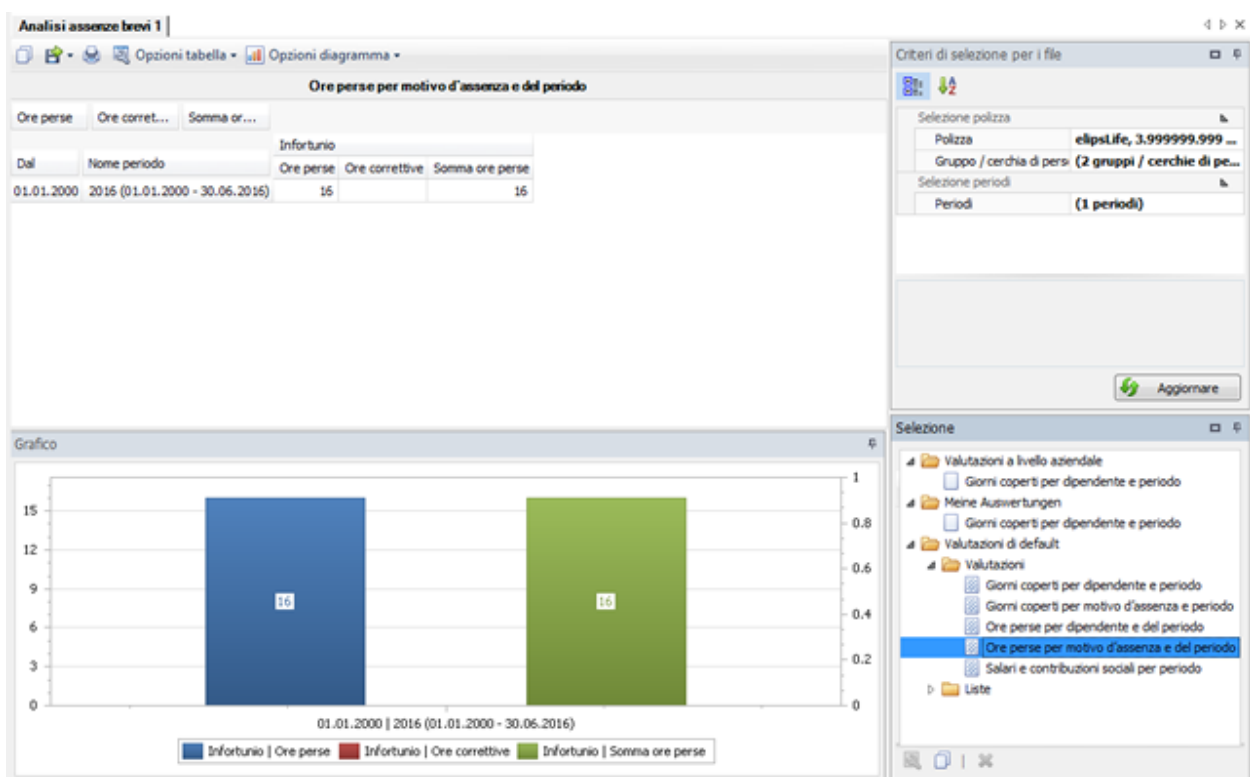 Analisi assenze brevi 1
Opzioni tabella Opzioni diagramma
Ore perse per motivo d'assenza e del periodo
Ore perse Ore corret... Somma or...
Infortunio
Dal Nome periodo Ore perse Ore correttive Somma ore perse
01.01.2000 2016 (01.01.2000 - 30.06.2016) 16 16
Grafico
15
12
9
6
3
0
16
16
1
0.8
0.6
0.4
0.2
0
01.01.2000 | 2016 (01.01.2000 - 30.06.2016)
Infortunio | Ore perse Infortunio | Ore correttive Infortunio | Somma ore perse
Criteri di selezione per i file
Selezione polizza
Polizza elipsLife, 3.999999.999 ...
Gruppo / cerchia di pers (2 gruppi / cerchie di pe...
Selezione periodi
Periodi (1 periodi)
Aggiornare
Selezione
Valutazioni a livello aziendale
Giorni coperti per dipendente e periodo
Meine Auswertungen
Giorni coperti per dipendente e periodo
Valutazioni di default
Valutazioni
Giorni coperti per dipendente e periodo
Giorni coperti per motivo d'assenza e periodo
Ore perse per dipendente e del periodo
Ore perse per motivo d'assenza e del periodo
Salari e contribuzioni sociali per periodo
Liste